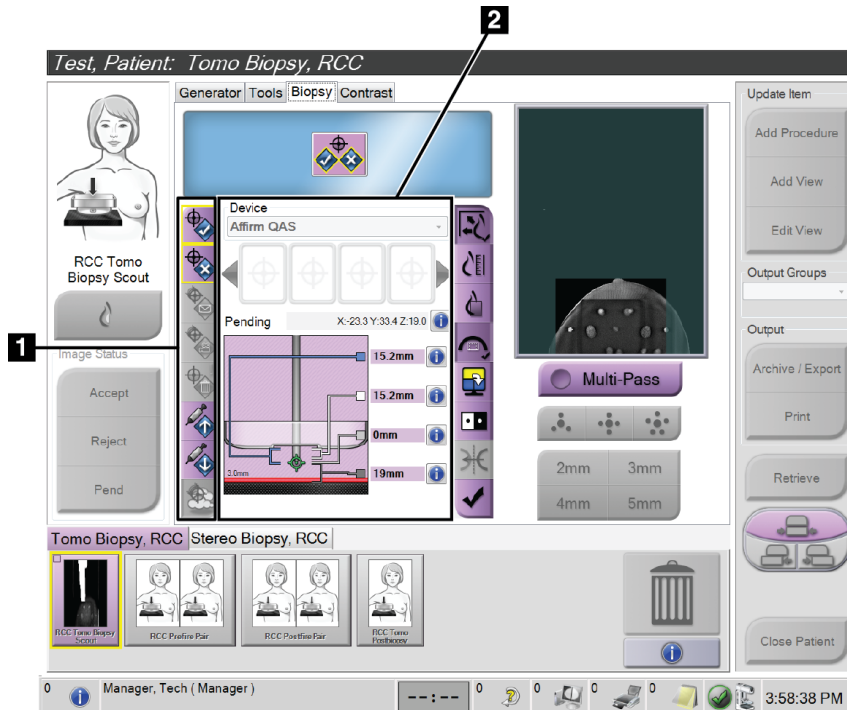 2
Test, Patient: Tomo Biopsy, RCC
Generator Tools Biopsy Contrast
RCC Tomo
Biopsy Scout
Image Status
Accept
Reject
Pend
1
Device
Affirm QAS
Pending X:-23.3 Y:33.4 Z:19.0
15.2mm
15.2mm
0mm
3.0mm
19mm
Multi-Pass
2mm 3mm
4mm 5mm
Update Item
Add Procedure
Add View
Edit View
Output Groups
Output
Archive / Export
Print
Retrieve
Close Patient
Tomo Biopsy, RCC Stereo Biopsy, RCC
RCC Tomo Biopsy
Scout
RCC Prefire Pair
RCC Postfire Pair
RCC Tomo
Postbiopsy
0 Manager, Tech ( Manager ) --:-- 0 0 0 0 3:58:38 PM